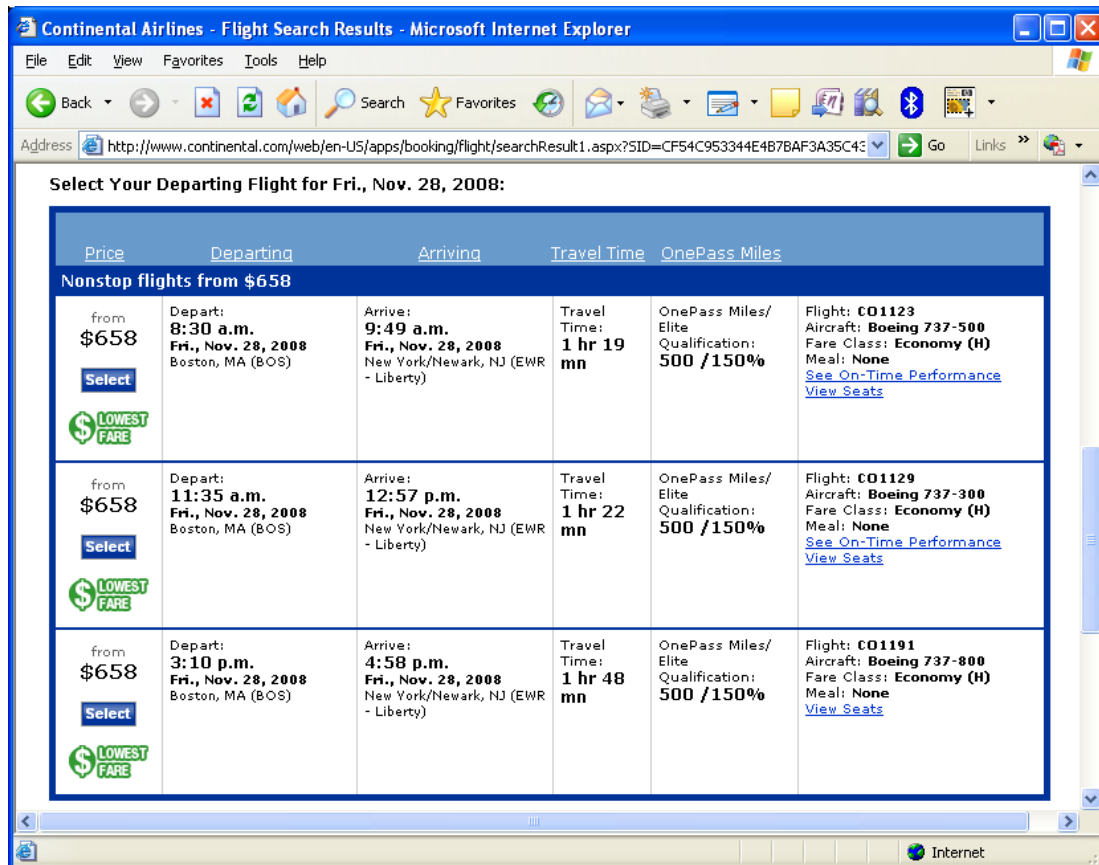 Continental Airlines - Flight Search Results - Microsoft Internet Explorer
File Edit View Favorites Tools Help
Back Search Favorites
Address http://www.continental.com/web/en-US/apps/booking/flight/searchResult1.aspx?SID=CF54C953344E4B7BAF3A35C43 Go Links »
Select Your Departing Flight for Fri., Nov. 28, 2008:
Price Departing Arriving Travel Time OnePass Miles
Nonstop flights from $658
from
$658
Select
LOWEST
FARE
Depart:
8:30 a.m.
Fri., Nov. 28, 2008
Boston, MA (BOS)
Arrive:
9:49 a.m.
Fri., Nov. 28, 2008
New York/Newark, NJ (EWR
- Liberty)
Travel
Time:
1 hr 19
mn
OnePass Miles/
Elite
Qualification:
500 /150%
Flight: CO1123
Aircraft: Boeing 737-500
Fare Class: Economy (H)
Meal: None
See On-Time Performance
View Seats
from
$658
Select
LOWEST
FARE
Depart:
11:35 a.m.
Fri., Nov. 28, 2008
Boston, MA (BOS)
Arrive:
12:57 p.m.
Fri., Nov. 28, 2008
New York/Newark, NJ (EWR
- Liberty)
Travel
Time:
1 hr 22
mn
OnePass Miles/
Elite
Qualification:
500 /150%
Flight: CO1129
Aircraft: Boeing 737-300
Fare Class: Economy (H)
Meal: None
See On-Time Performance
View Seats
from
$658
Select
LOWEST
FARE
Depart:
3:10 p.m.
Fri., Nov. 28, 2008
Boston, MA (BOS)
Arrive:
4:58 p.m.
Fri., Nov. 28, 2008
New York/Newark, NJ (EWR
- Liberty)
Travel
Time:
1 hr 48
mn
OnePass Miles/
Elite
Qualification:
500 /150%
Flight: CO1191
Aircraft: Boeing 737-800
Fare Class: Economy (H)
Meal: None
View Seats
Internet